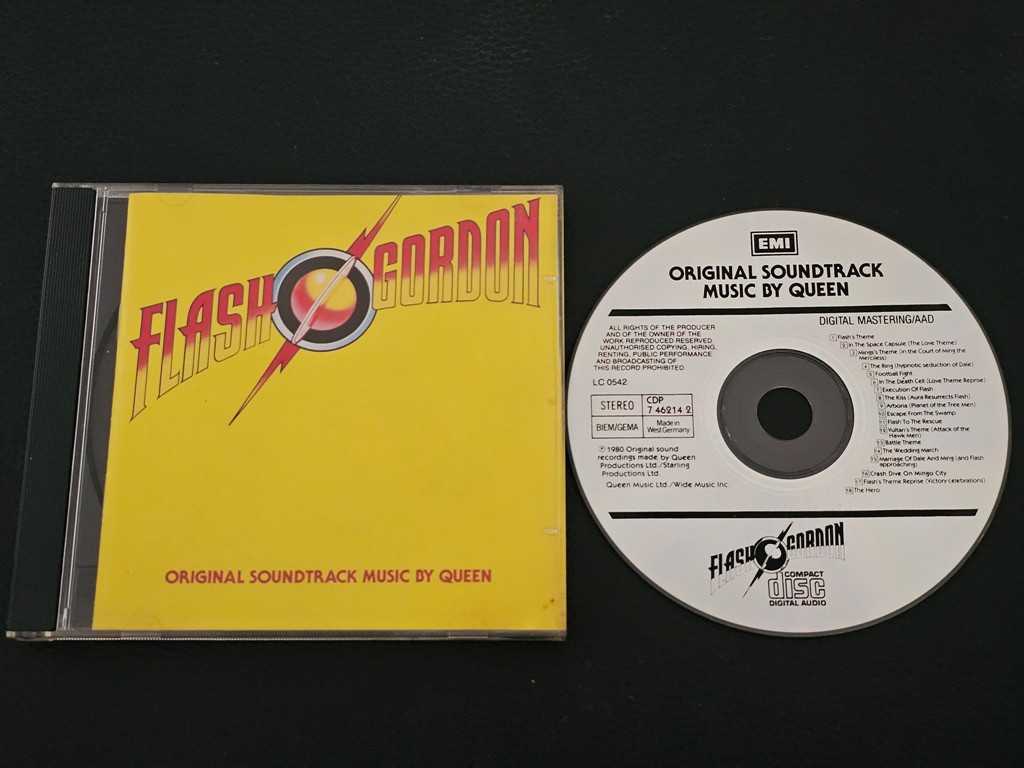 FLASH GORDON
ORIGINAL SOUNDTRACK MUSIC BY QUEEN
EMI
ORIGINAL SOUNDTRACK
MUSIC BY QUEEN
DIGITAL MASTERING/AAD
ALL RIGHTS OF THE PRODUCER
AND OF THE OWNER OF THE
WORK REPRODUCED RESERVED.
UNAUTHORISED COPYING, HIRING,
RENTING, PUBLIC PERFORMANCE
AND BROADCASTING OF
THIS RECORD PROHIBITED.
LC 0542
STEREO
CDP
7 46214 2
BIEM/GEMA
Made in
West Germany
℗ 1980 Original sound
recordings made by Queen
Productions Ltd./Starling
Productions Ltd.
Queen Music Ltd./Wide Music Inc.
1 Flash's Theme
2 In The Space Capsule (The Love Theme)
3 Ming's Theme (in the Court of Ming the
Merciless)
4 The Ring (hypnotic seduction of Dale)
5 Football Fight
6 In The Death Cell (Love Theme Reprise)
7 Execution Of Flash
8 The Kiss (Aura Resurrects Flash)
9 Arboria (Planet of the Tree Men)
10 Escape From The Swamp
11 Flash To The Rescue
12 Vultan's Theme (Attack of the
Hawk Men)
13 Battle Theme
14 The Wedding March
15 Marriage Of Dale And Ming (and Flash
approaching)
16 Crash Dive On Mingo City
17 Flash's Theme Reprise (Victory celebrations)
18 The Hero
FLASH GORDON
COMPACT
disc
DIGITAL AUDIO